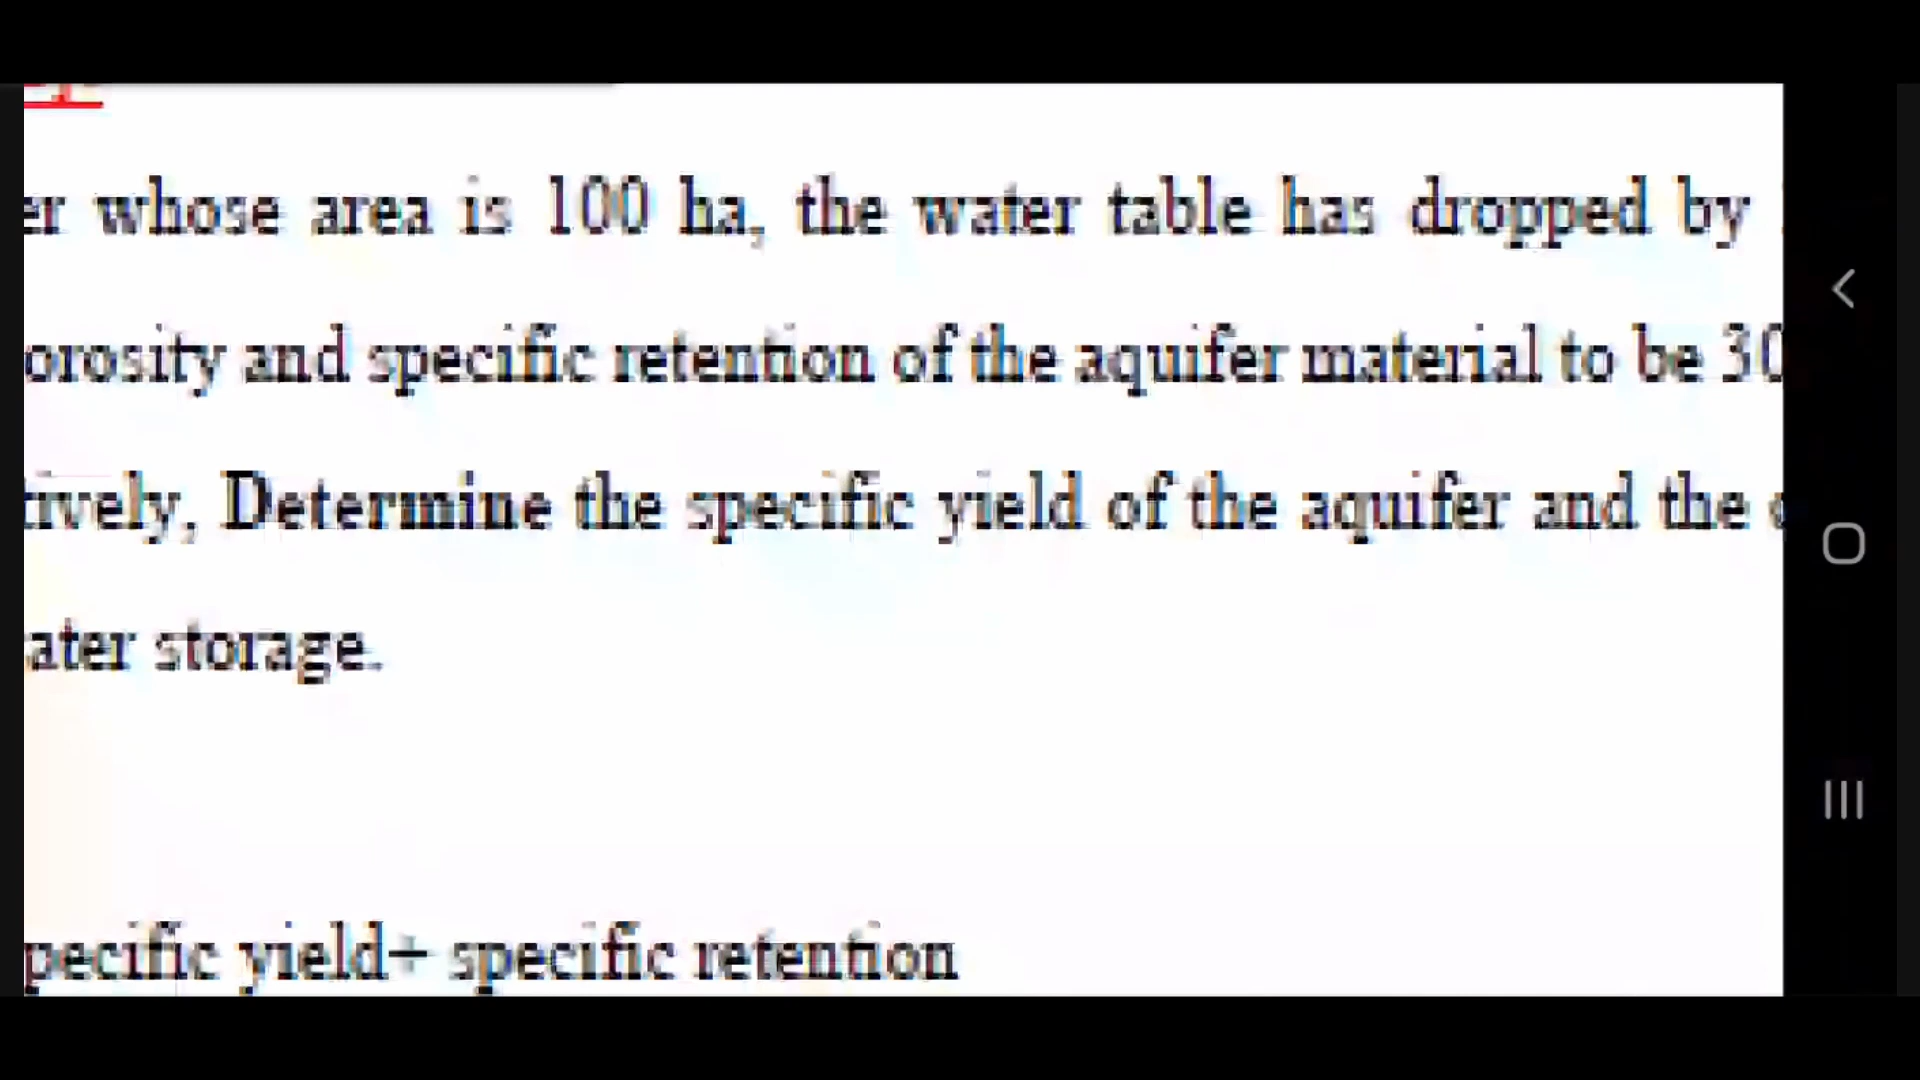 er whose area is 100 ha, the water table has dropped by
orosity and specific retention of the aquifer material to be 30
tively, Determine the specific yield of the aquifer and the
ater storage.
pecific yield+ specific retention